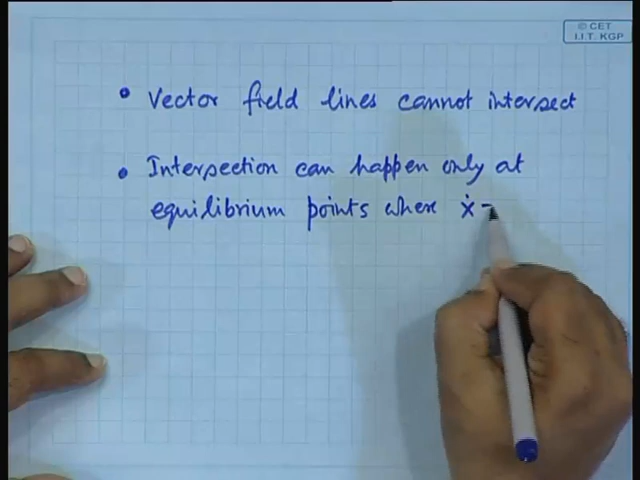 © CET
I.I.T. KGP
• Vector field lines cannot intersect
• Intersection can happen only at
equilibrium points where ẋ =